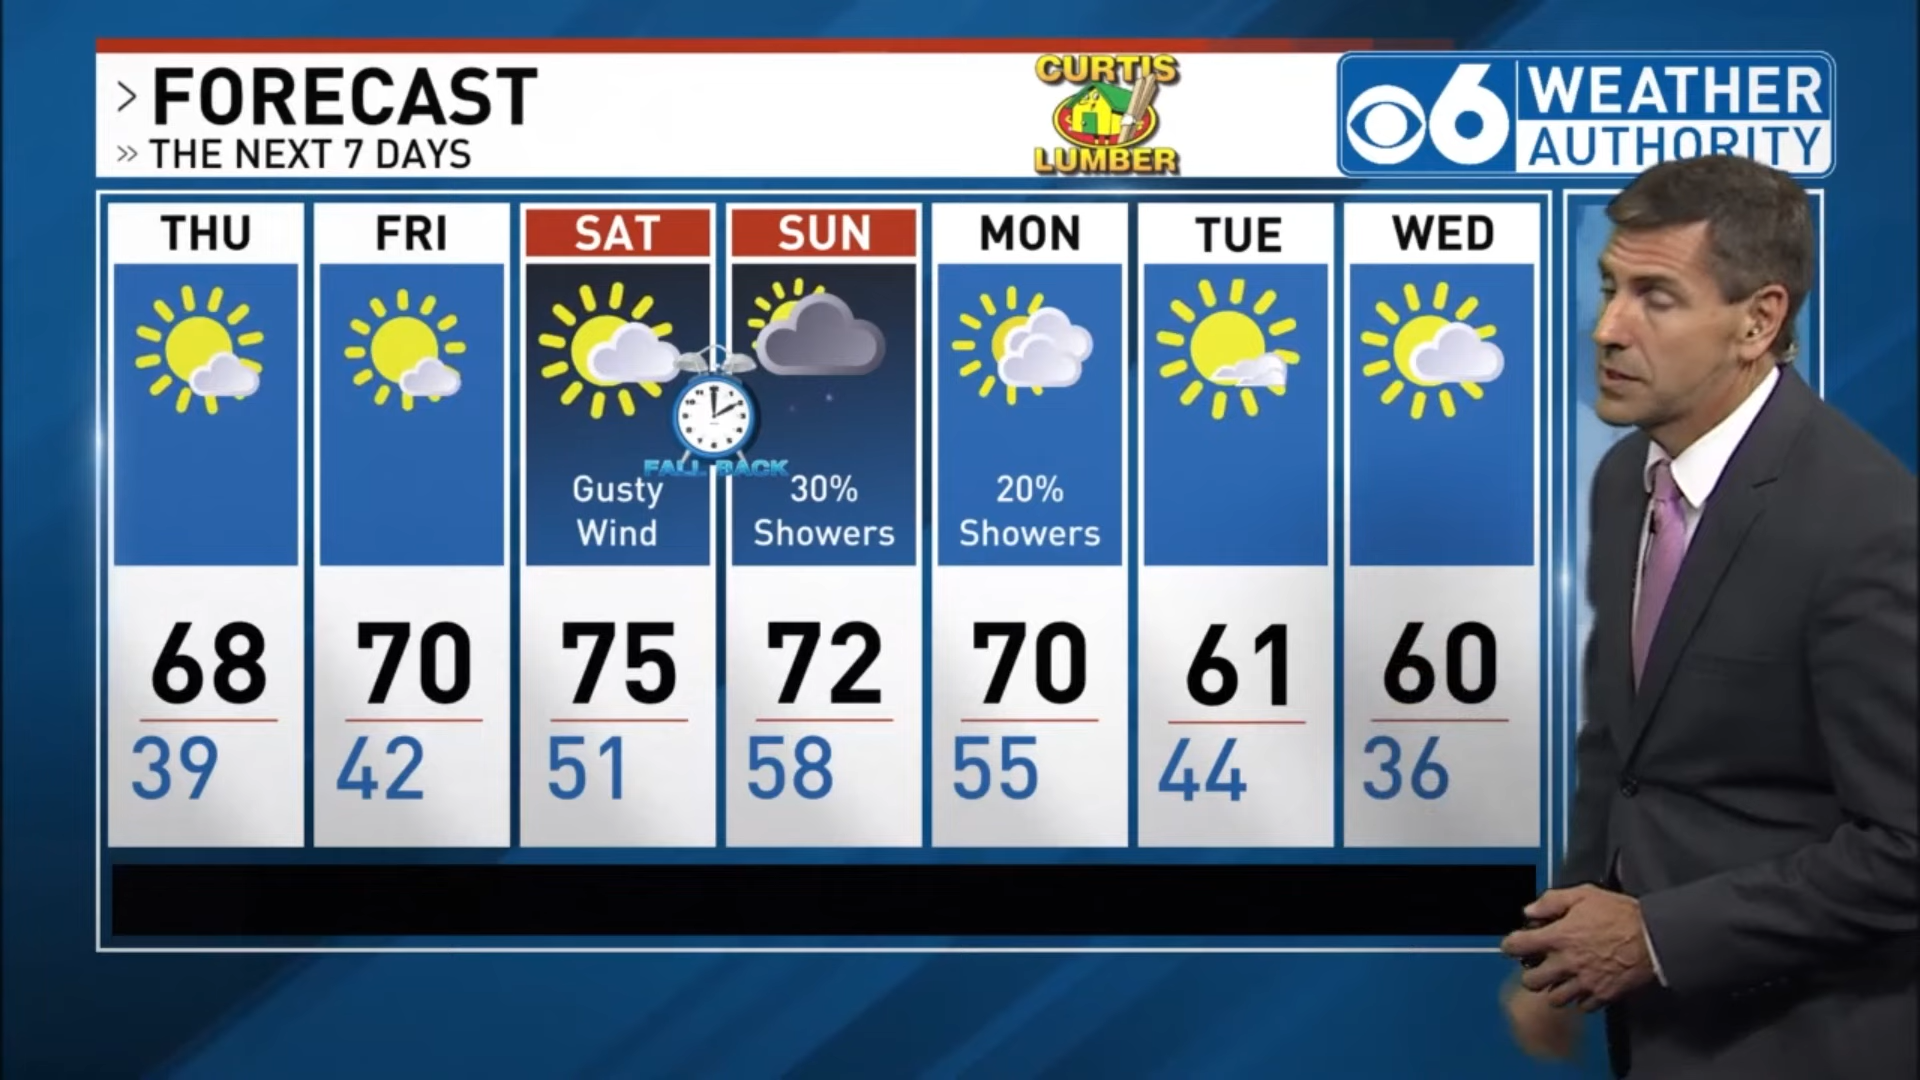 > FORECAST
» THE NEXT 7 DAYS
CURTIS
LUMBER
6 WEATHER
AUTHORITY
THU FRI SAT SUN MON TUE WED
FALL BACK
Gusty
Wind
30%
Showers
20%
Showers
68 70 75 72 70 61 60
39 42 51 58 55 44 36